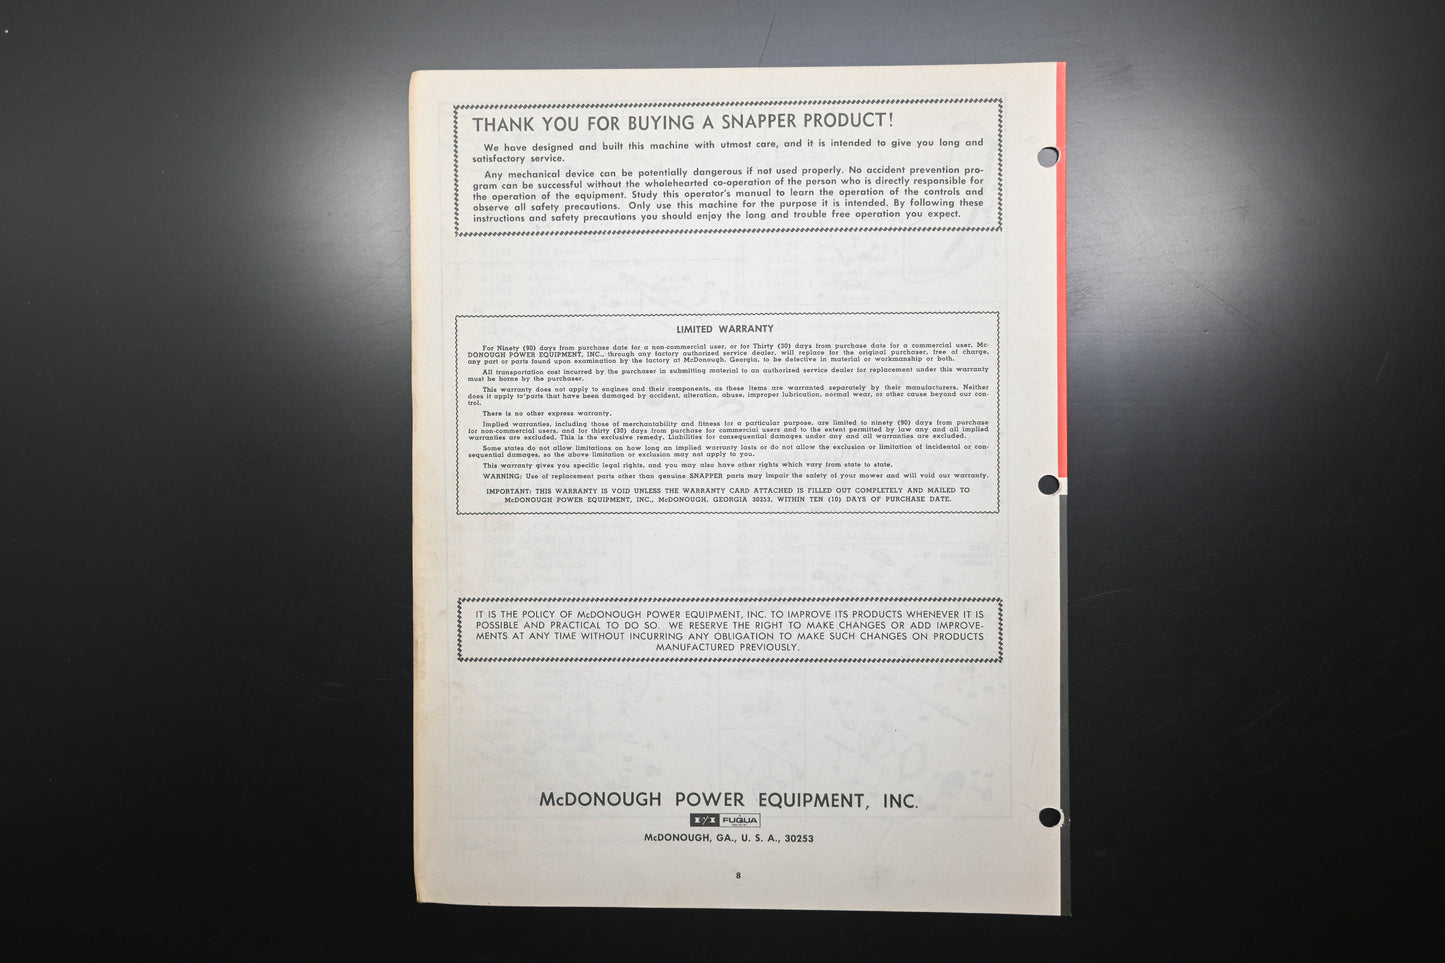 THANK YOU FOR BUYING A SNAPPER PRODUCT!
We have designed and built this machine with utmost care, and it is intended to give you long and
satisfactory service.
Any mechanical device can be potentially dangerous if not used properly. No accident prevention pro-
gram can be successful without the wholehearted co-operation of the person who is directly responsible for
the operation of the equipment. Study this operator's manual to learn the operation of the controls and
observe all safety precautions. Only use this machine for the purpose it is intended. By following these
instructions and safety precautions you should enjoy the long and trouble free operation you expect.
LIMITED WARRANTY
For Ninety (90) days from purchase date for a non-commercial user, or for Thirty (30) days from purchase date for a commercial user, Mc-
DONOUGH POWER EQUIPMENT, INC., through any factory authorized service dealer, will replace for the original purchaser, free of charge,
any part or parts found upon examination by the factory at McDonough, Georgia, to be defective in material or workmanship or both.
All transportation cost incurred by the purchaser in submitting material to an authorized service dealer for replacement under this warranty
must be borne by the purchaser.
This warranty does not apply to engines and their components, as these items are warranted separately by their manufacturers. Neither
does it apply to parts that have been damaged by accident, alteration, abuse, improper lubrication, normal wear, or other cause beyond our con-
trol.
There is no other express warranty.
Implied warranties, including those of merchantability and fitness for a particular purpose, are limited to ninety (90) days from purchase
for non-commercial users, and for thirty (30) days from purchase for commercial users and to the extent permitted by law any and all implied
warranties are excluded. This is the exclusive remedy. Liabilities for consequential damages under any and all warranties are excluded.
Some states do not allow limitations on how long an implied warranty lasts or do not allow the exclusion or limitation of incidental or con-
sequential damages, so the above limitation or exclusion may not apply to you.
This warranty gives you specific legal rights, and you may also have other rights which vary from state to state.
WARNING: Use of replacement parts other than genuine SNAPPER parts may impair the safety of your mower and will void our warranty.
IMPORTANT: THIS WARRANTY IS VOID UNLESS THE WARRANTY CARD ATTACHED IS FILLED OUT COMPLETELY AND MAILED TO
McDONOUGH POWER EQUIPMENT, INC., McDONOUGH, GEORGIA 30253, WITHIN TEN (10) DAYS OF PURCHASE DATE.
IT IS THE POLICY OF McDONOUGH POWER EQUIPMENT, INC. TO IMPROVE ITS PRODUCTS WHENEVER IT IS
POSSIBLE AND PRACTICAL TO DO SO. WE RESERVE THE RIGHT TO MAKE CHANGES OR ADD IMPROVE-
MENTS AT ANY TIME WITHOUT INCURRING ANY OBLIGATION TO MAKE SUCH CHANGES ON PRODUCTS
MANUFACTURED PREVIOUSLY.
McDONOUGH POWER EQUIPMENT, INC.
FUQUA
McDONOUGH, GA., U. S. A., 30253
8